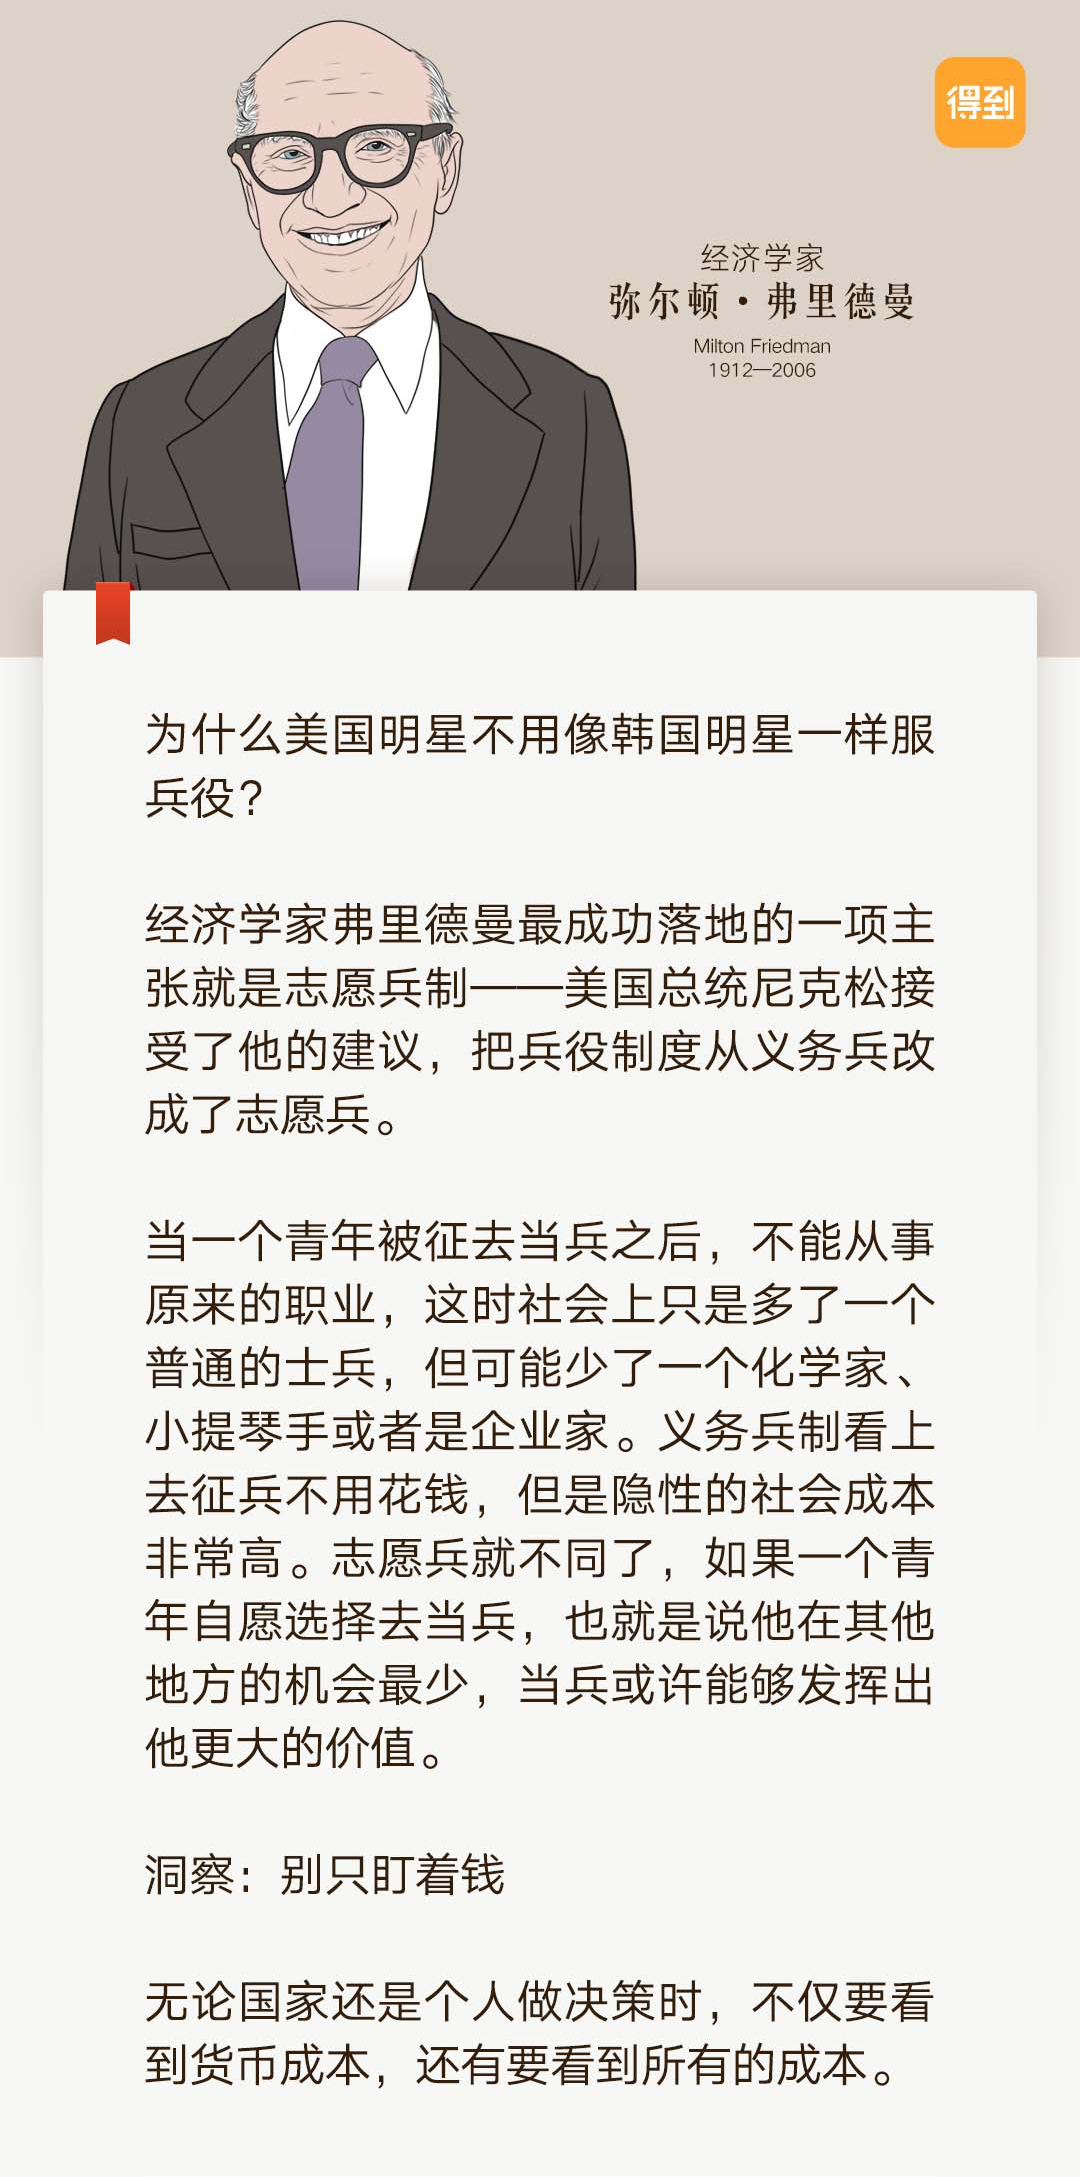 得到
经济学家
弥尔顿·弗里德曼
Milton Friedman
1912—2006
为什么美国明星不用像韩国明星一样服
兵役?
经济学家弗里德曼最成功落地的一项主
张就是志愿兵制——美国总统尼克松接
受了他的建议，把兵役制度从义务兵改
成了志愿兵。
当一个青年被征去当兵之后，不能从事
原来的职业，这时社会上只是多了一个
普通的士兵，但可能少了一个化学家、
小提琴手或者是企业家。义务兵制看上
去征兵不用花钱，但是隐性的社会成本
非常高。志愿兵就不同了，如果一个青
年自愿选择去当兵，也就是说他在其他
地方的机会最少，当兵或许能够发挥出
他更大的价值。
洞察：别只盯着钱
无论国家还是个人做决策时，不仅要看
到货币成本，还有要看到所有的成本。